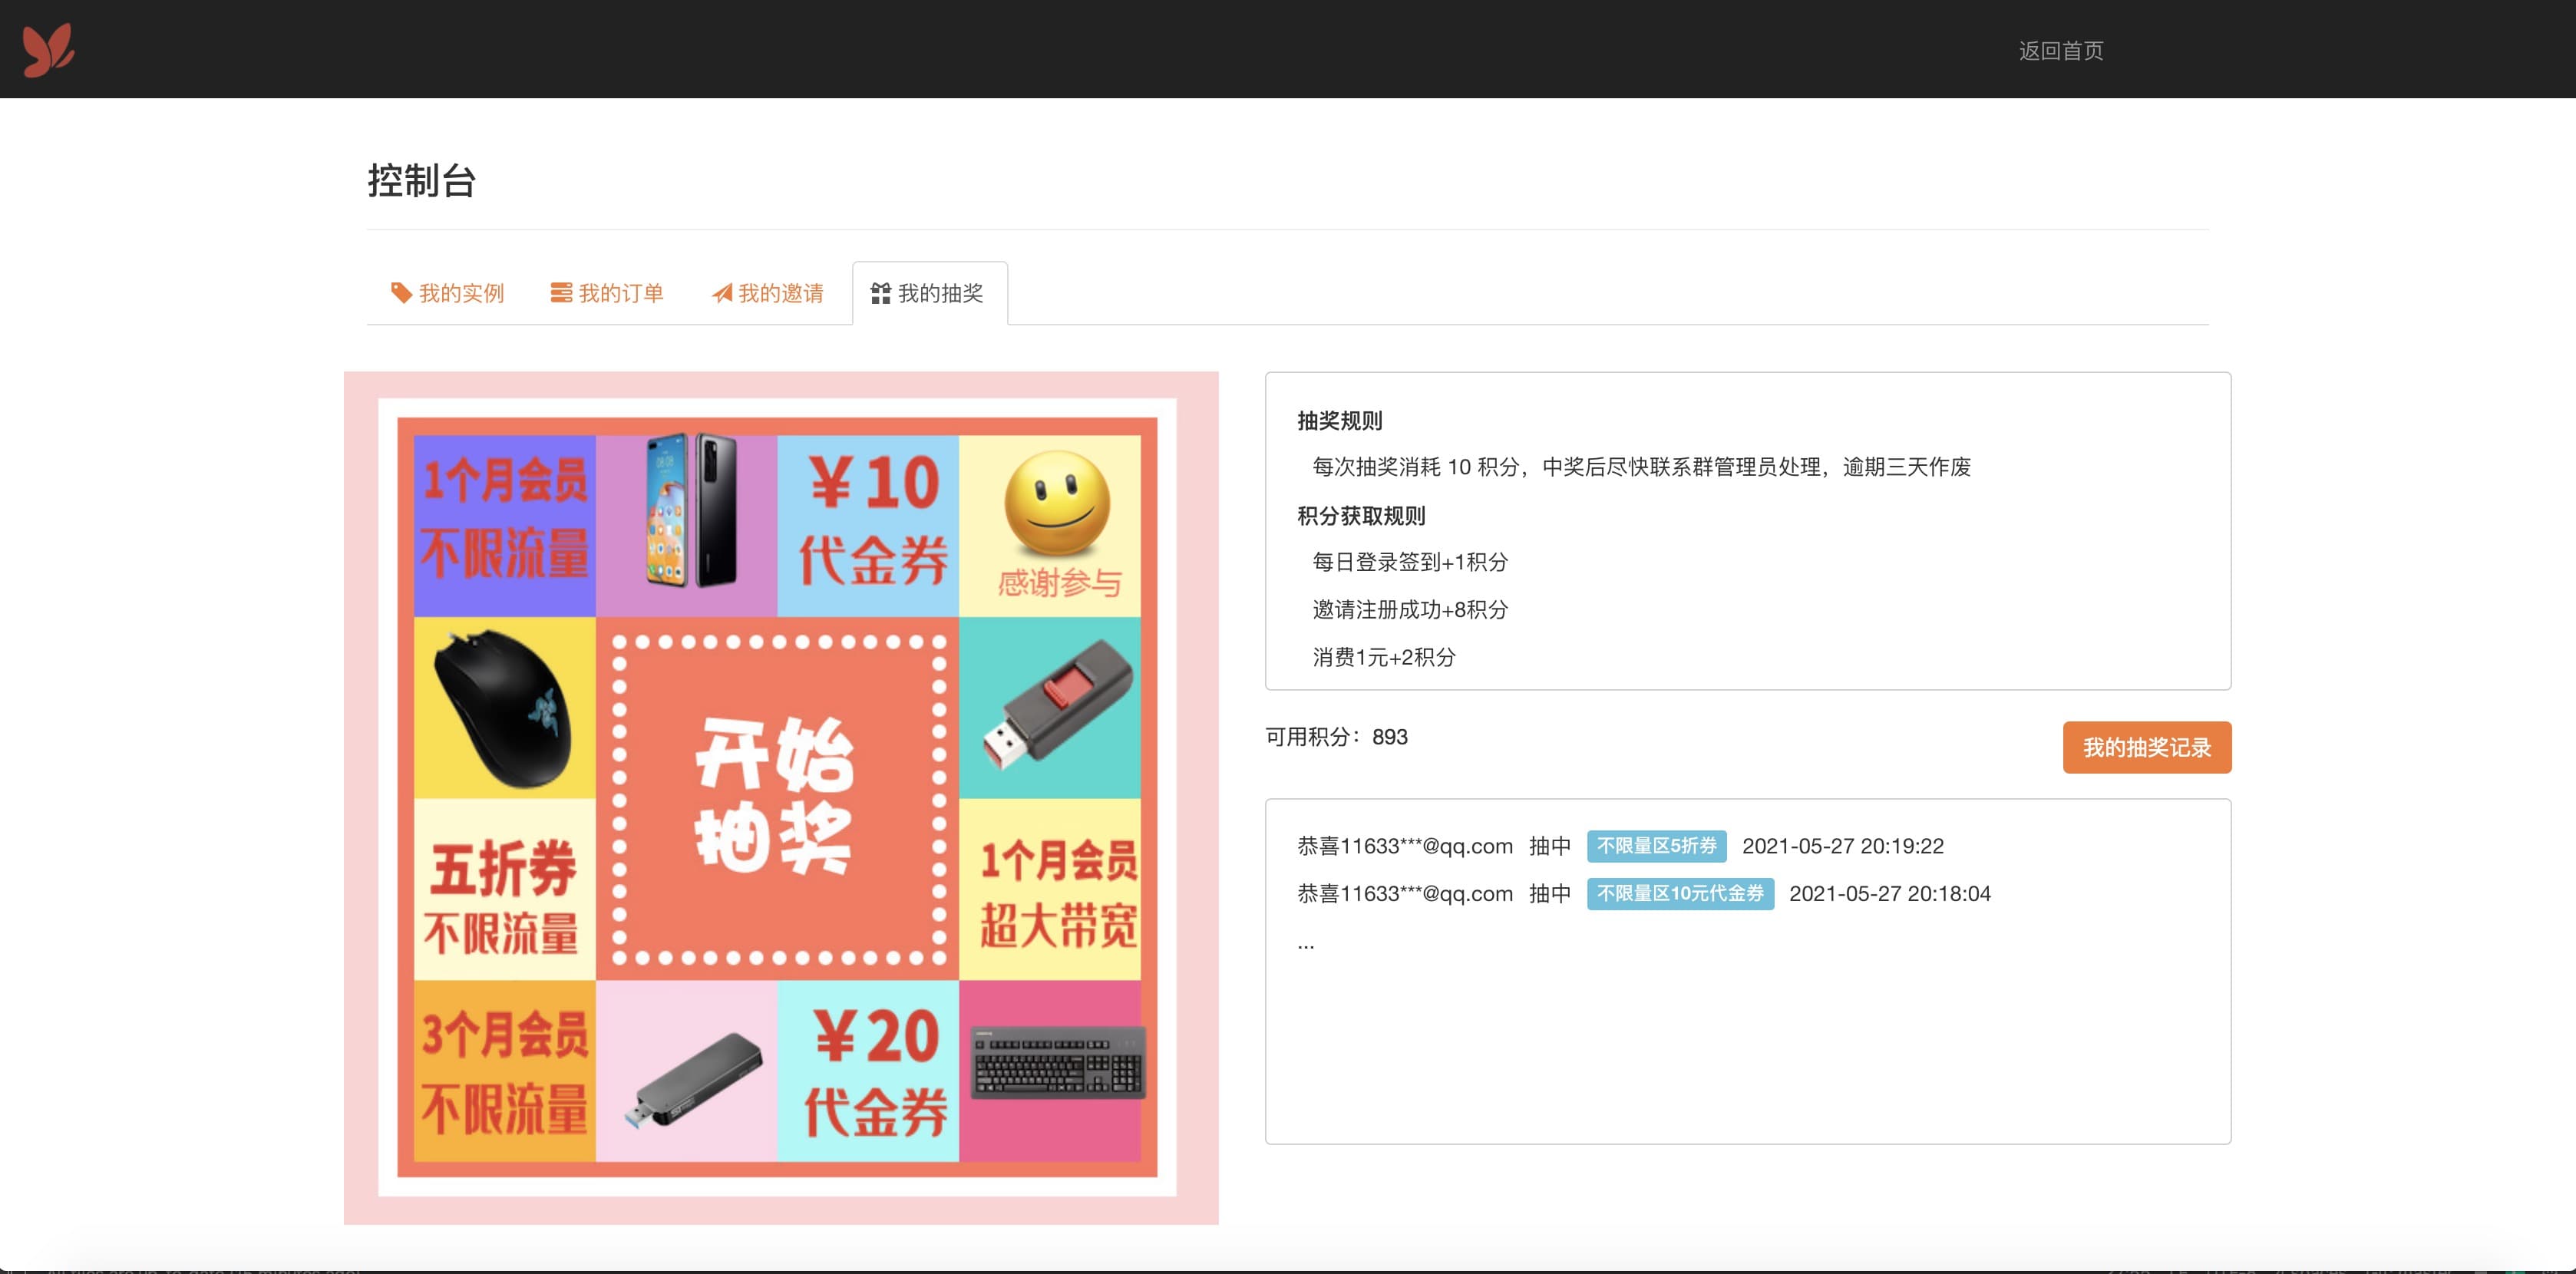 返回首页
控制台
我的实例 我的订单 我的邀请 我的抽奖
1个月会员
不限流量
¥10
代金券
感谢参与
开始
抽奖
五折券
不限流量
1个月会员
超大带宽
3个月会员
不限流量
¥20
代金券
抽奖规则
每次抽奖消耗 10 积分，中奖后尽快联系群管理员处理，逾期三天作废
积分获取规则
每日登录签到+1积分
邀请注册成功+8积分
消费1元+2积分
可用积分：893
我的抽奖记录
恭喜11633***@qq.com 抽中 不限量区5折券 2021-05-27 20:19:22
恭喜11633***@qq.com 抽中 不限量区10元代金券 2021-05-27 20:18:04
...